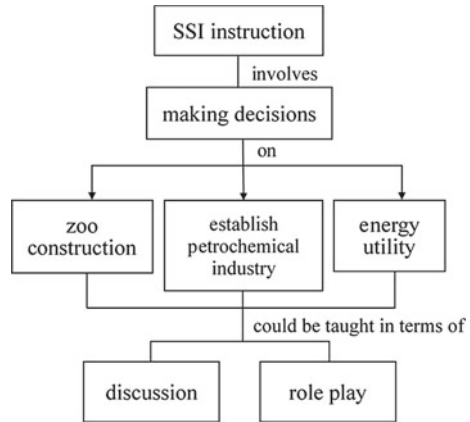 SSI instruction
involves
making decisions
on
zoo
construction
establish
petrochemical
industry
energy
utility
could be taught in terms of
discussion
role play